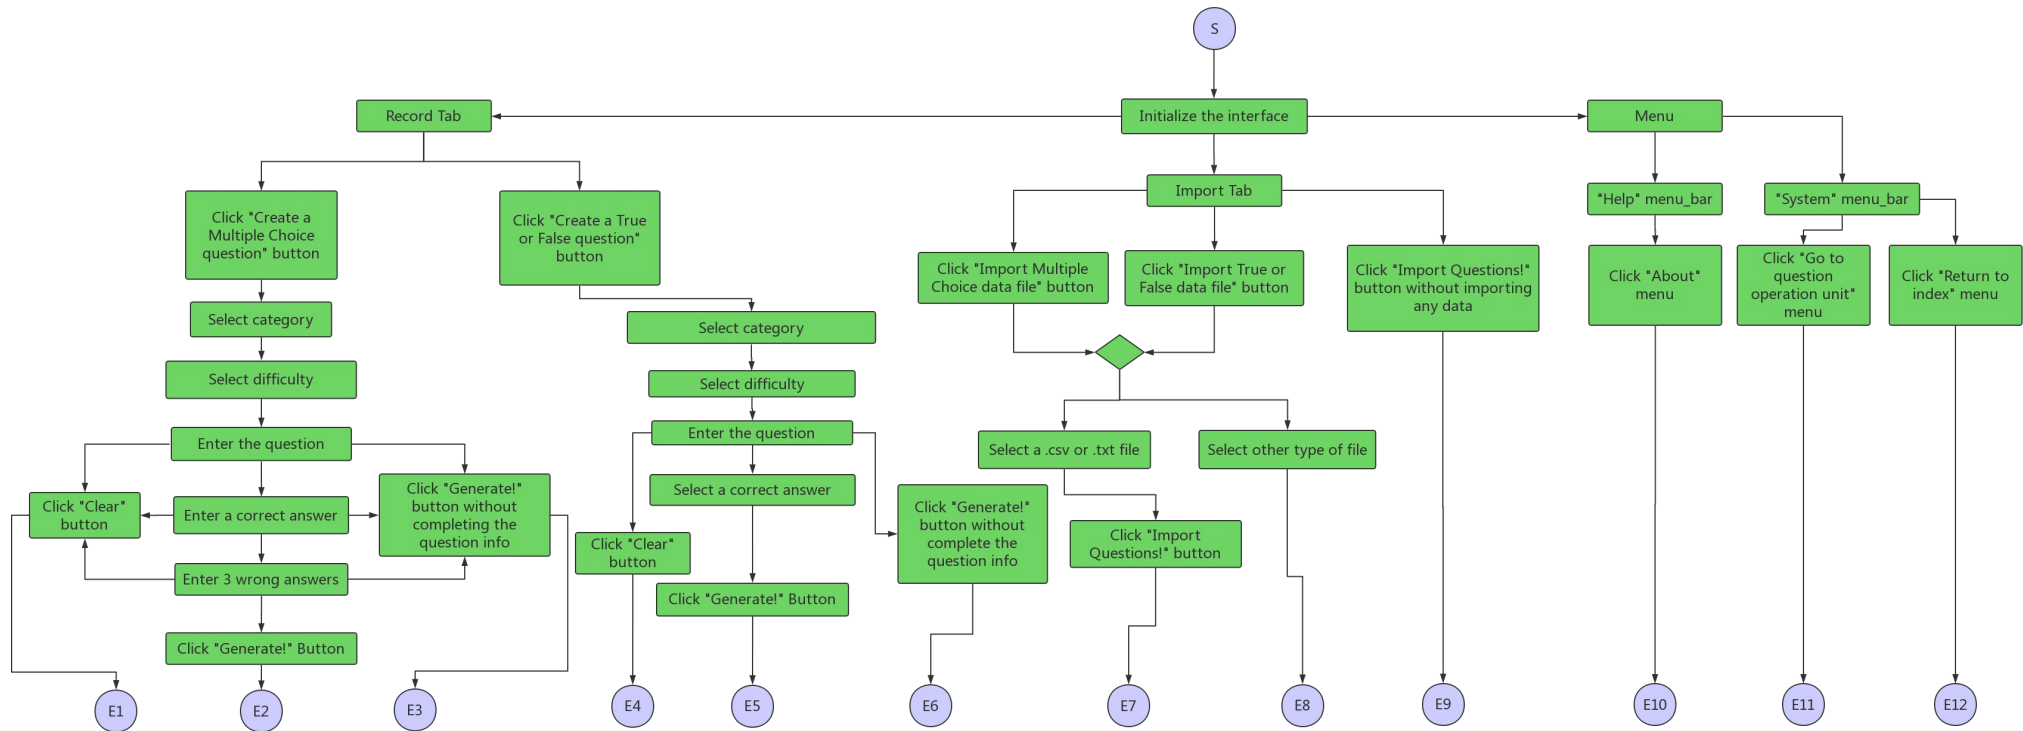 S
Record Tab
Initialize the interface
Menu
Import Tab
"Help" menu_bar
"System" menu_bar
Click "Create a
Multiple Choice
question" button
Click "Create a True
or False question"
button
Click "Import Multiple
Choice data file" button
Click "Import True or
False data file" button
Click "Import Questions!"
button without importing
any data
Click "About"
menu
Click "Go to
question
operation unit"
menu
Click "Return to
index" menu
Select category
Select category
Select difficulty
Select difficulty
Enter the question
Enter the question
Select a .csv or .txt file
Select other type of file
Click "Clear"
button
Enter a correct answer
Click "Generate!"
button without
completing the
question info
Select a correct answer
Click "Generate!"
button without
complete the
question info
Click "Import
Questions!" button
Click "Clear"
button
Enter 3 wrong answers
Click "Generate!" Button
Click "Generate!" Button
E1
E2
E3
E4
E5
E6
E7
E8
E9
E10
E11
E12